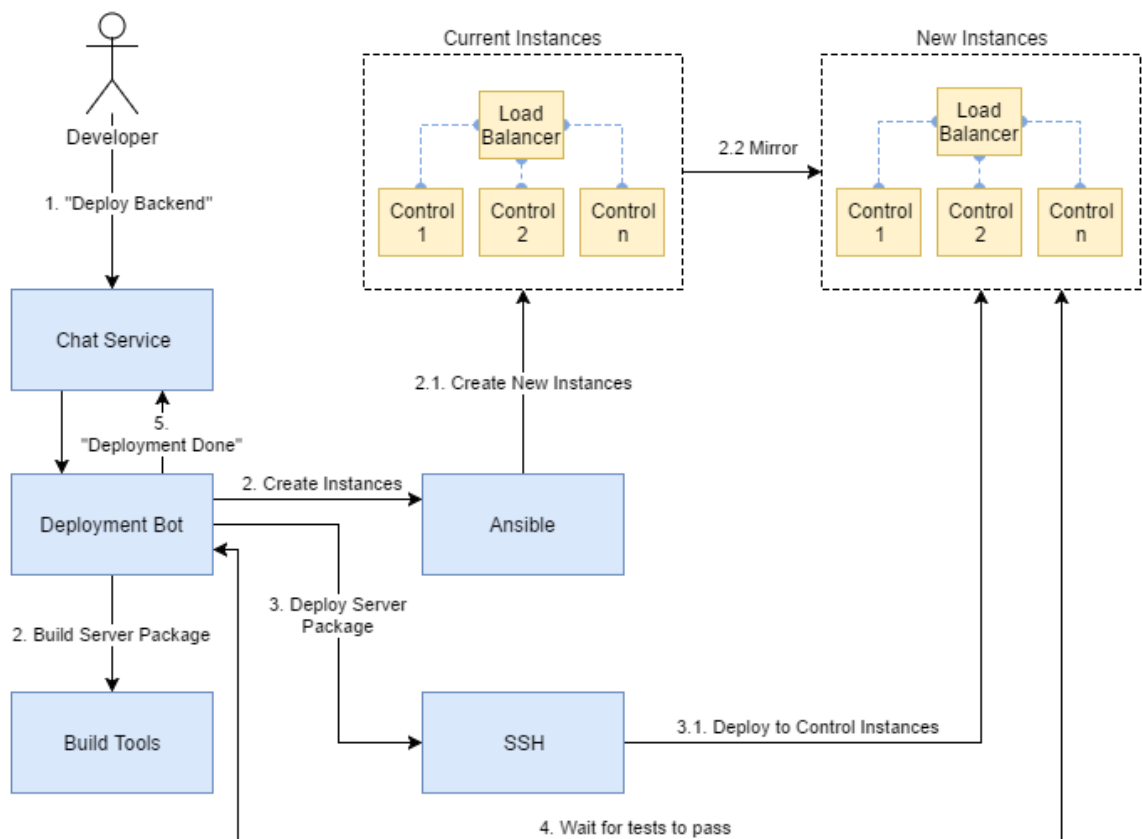 Current Instances
New Instances
Load
Balancer
Control
1
Control
2
Control
n
2.2 Mirror
Load
Balancer
Control
1
Control
2
Control
n
Developer
1. "Deploy Backend"
Chat Service
2.1. Create New Instances
5.
"Deployment Done"
Deployment Bot
2. Create Instances
Ansible
3. Deploy Server
Package
2. Build Server Package
Build Tools
SSH
3.1. Deploy to Control Instances
4. Wait for tests to pass